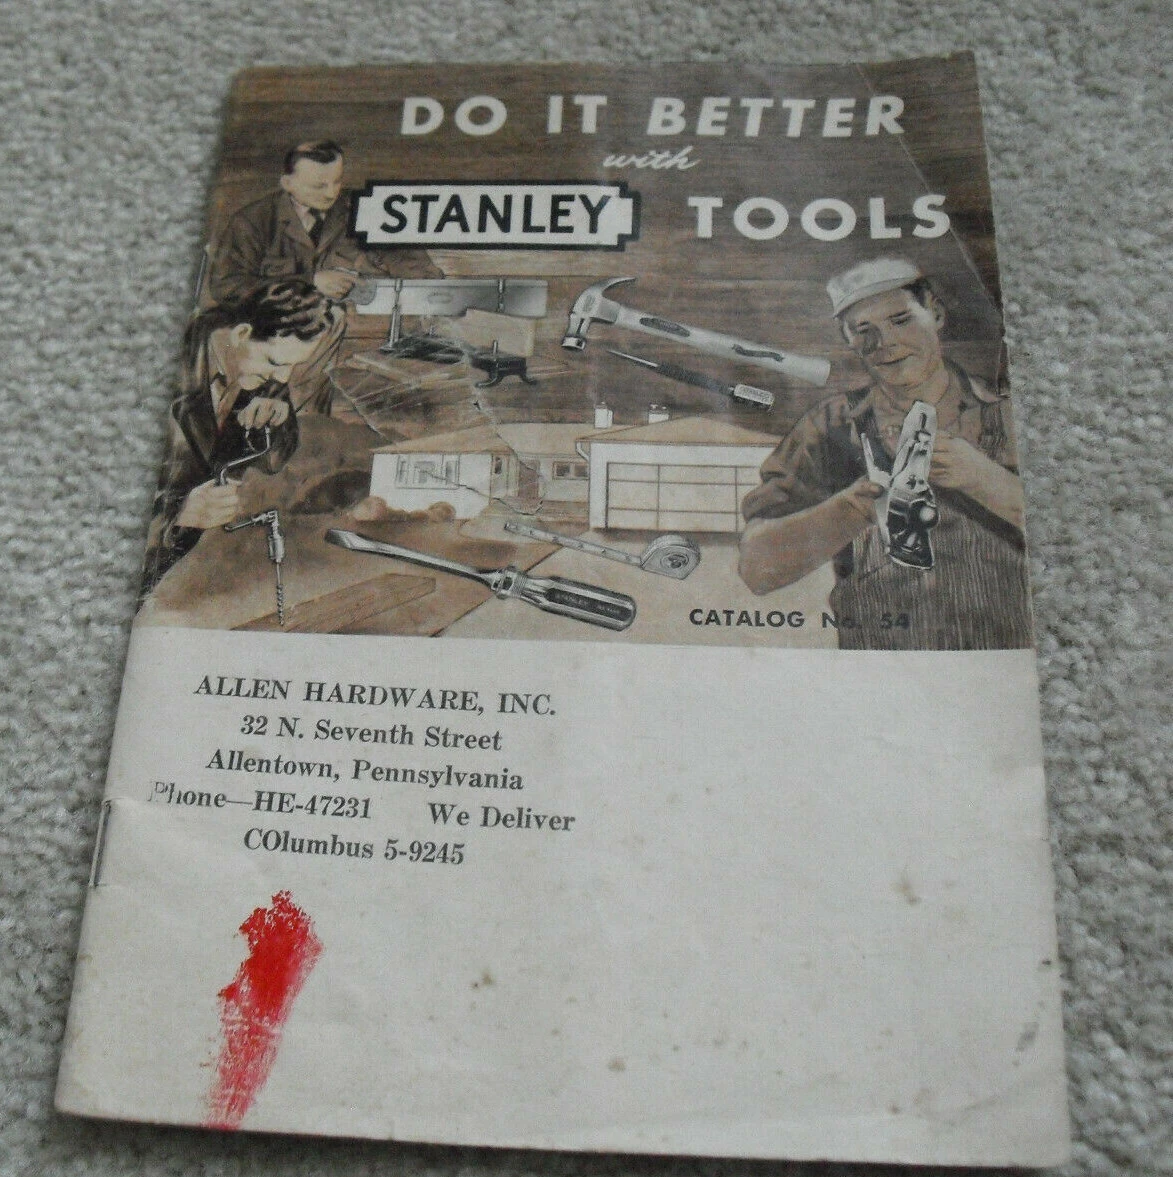 DO IT BETTER
with
STANLEY TOOLS
STANLEY
CATALOG No. 54
ALLEN HARDWARE, INC.
32 N. Seventh Street
Allentown, Pennsylvania
Phone—HE-47231 We Deliver
COlumbus 5-9245